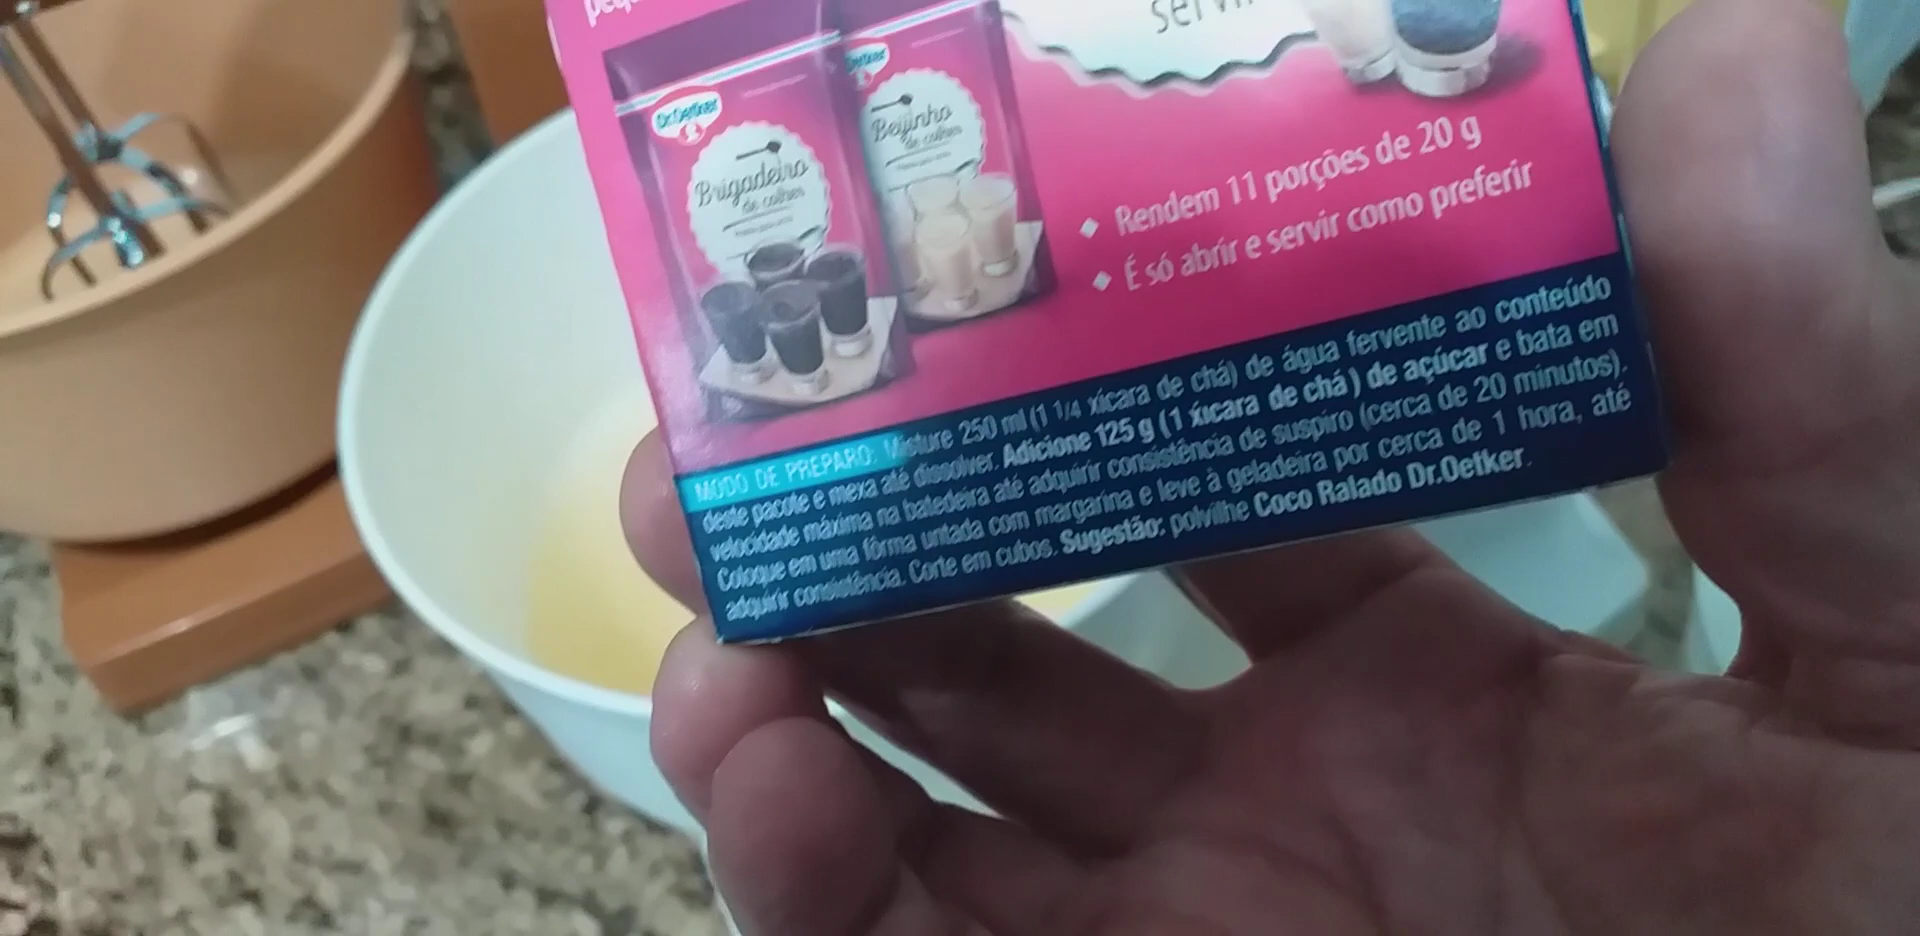 servir
Dr.Oetker
Brigadeiro
de colher
Dr.Oetker
Beijinho
de colher
Rendem 11 porções de 20 g
É só abrir e servir como preferir
MODO DE PREPARO: Misture 250 ml (1 1/4 xícara de chá) de água fervente ao conteúdo
deste pacote e mexa até dissolver. Adicione 125 g (1 xícara de chá) de açúcar e bata em
velocidade máxima na batedeira até adquirir consistência de suspiro (cerca de 20 minutos).
Coloque em uma fôrma untada com margarina e leve à geladeira por cerca de 1 hora, até
adquirir consistência. Corte em cubos. Sugestão: polvilhe Coco Ralado Dr.Oetker.